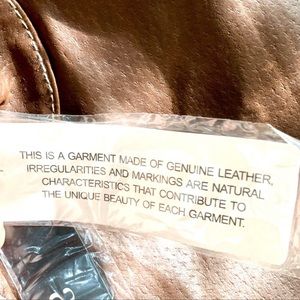 THIS IS A GARMENT MADE OF GENUINE LEATHER,
IRREGULARITIES AND MARKINGS ARE NATURAL
CHARACTERISTICS THAT CONTRIBUTE TO
THE UNIQUE BEAUTY OF EACH GARMENT.